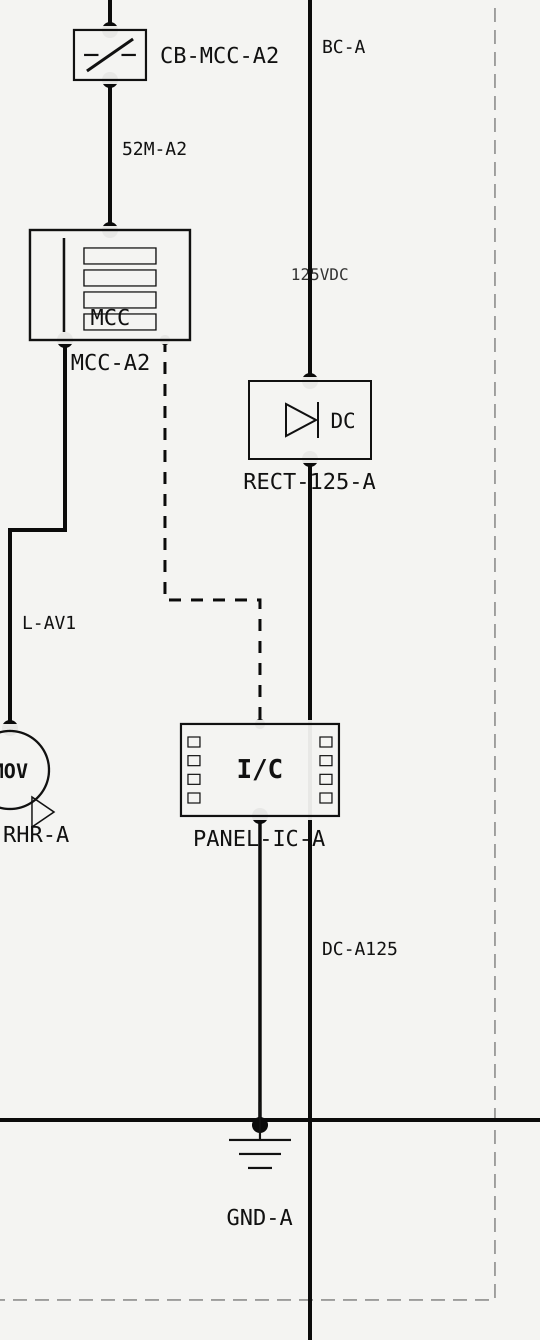 BC-A
CB-MCC-A2
52M-A2
125VDC
MCC
MCC-A2
DC
RECT-125-A
L-AV1
I/C
MOV
RHR-A
PANEL-IC-A
DC-A125
GND-A